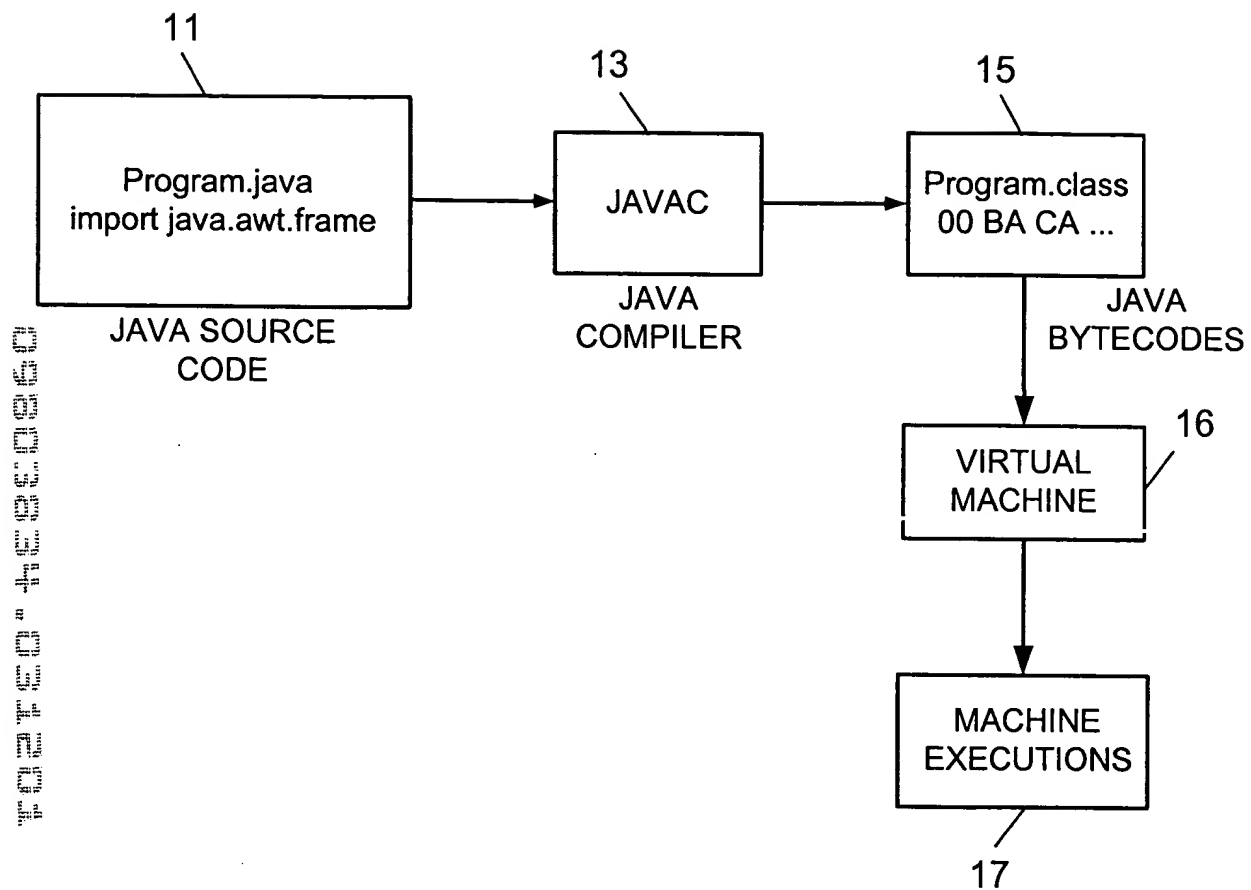 11
13
15
Program.java
import java.awt.frame
JAVAC
Program.class
00 BA CA ...
JAVA SOURCE
CODE
JAVA
COMPILER
JAVA
BYTECODES
16
VIRTUAL
MACHINE
MACHINE
EXECUTIONS
17